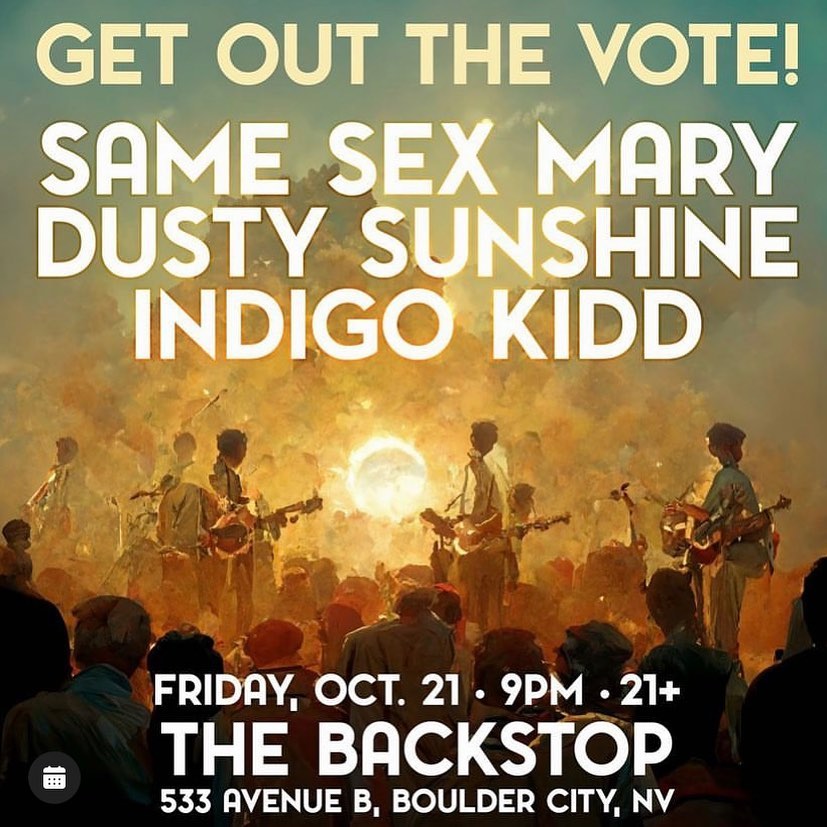 GET OUT THE VOTE!
SAME SEX MARY
DUSTY SUNSHINE
INDIGO KIDD
FRIDAY, OCT. 21 • 9PM • 21+
THE BACKSTOP
533 AVENUE B, BOULDER CITY, NV